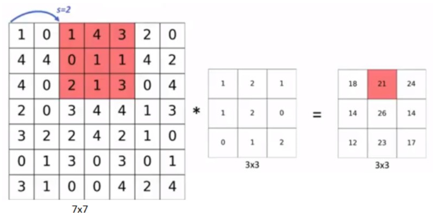 s=2
1 0 1 4 3 2 0
4 4 0 1 1 4 2
4 0 2 1 3 0 4
2 0 3 4 4 1 3
3 2 2 4 2 1 0
0 1 3 0 3 0 1
3 1 0 0 4 2 4
7x7
*
1 2 1
1 2 0
0 1 2
3x3
=
18 21 24
14 26 14
12 23 17
3x3